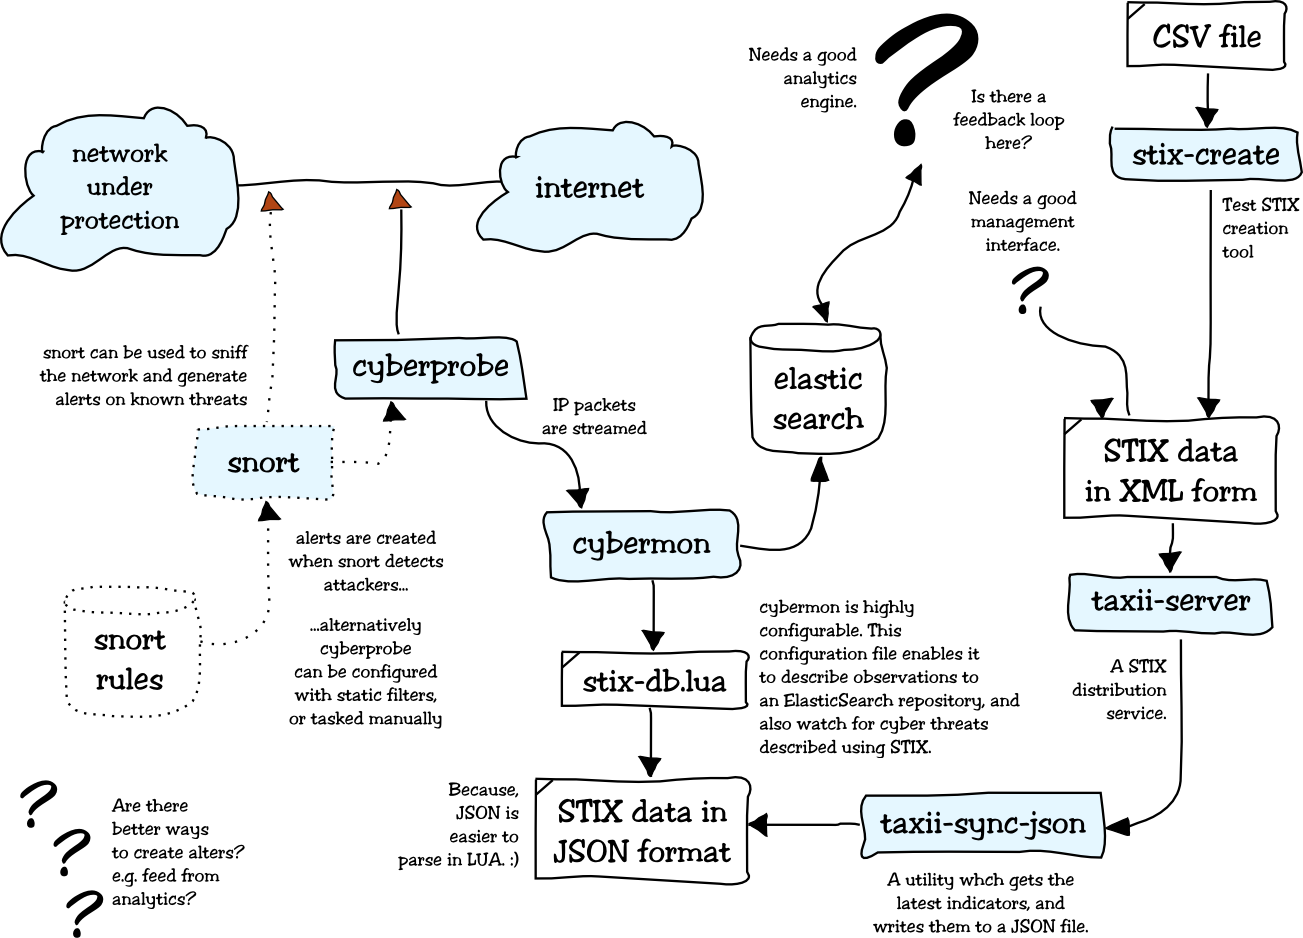 CSV file
Needs a good
analytics
engine.
Is there a
feedback loop
here?
stix-create
network
under
protection
internet
Needs a good
management
interface.
Test STIX
creation
tool
snort can be used to sniff
the network and generate
alerts on known threats
cyberprobe
IP packets
are streamed
elastic
search
snort
STIX data
in XML form
alerts are created
when snort detects
attackers...
cybermon
...alternatively
cyberprobe
can be configured
with static filters,
or tasked manually
snort
rules
taxii-server
stix-db.lua
cybermon is highly
configurable. This
configuration file enables it
to describe observations to
an ElasticSearch repository, and
also watch for cyber threats
described using STIX.
A STIX
distribution
service.
Are there
better ways
to create alters?
e.g. feed from
analytics?
Because,
JSON is
easier to
parse in LUA. :)
STIX data in
JSON format
taxii-sync-json
A utility whch gets the
latest indicators, and
writes them to a JSON file.